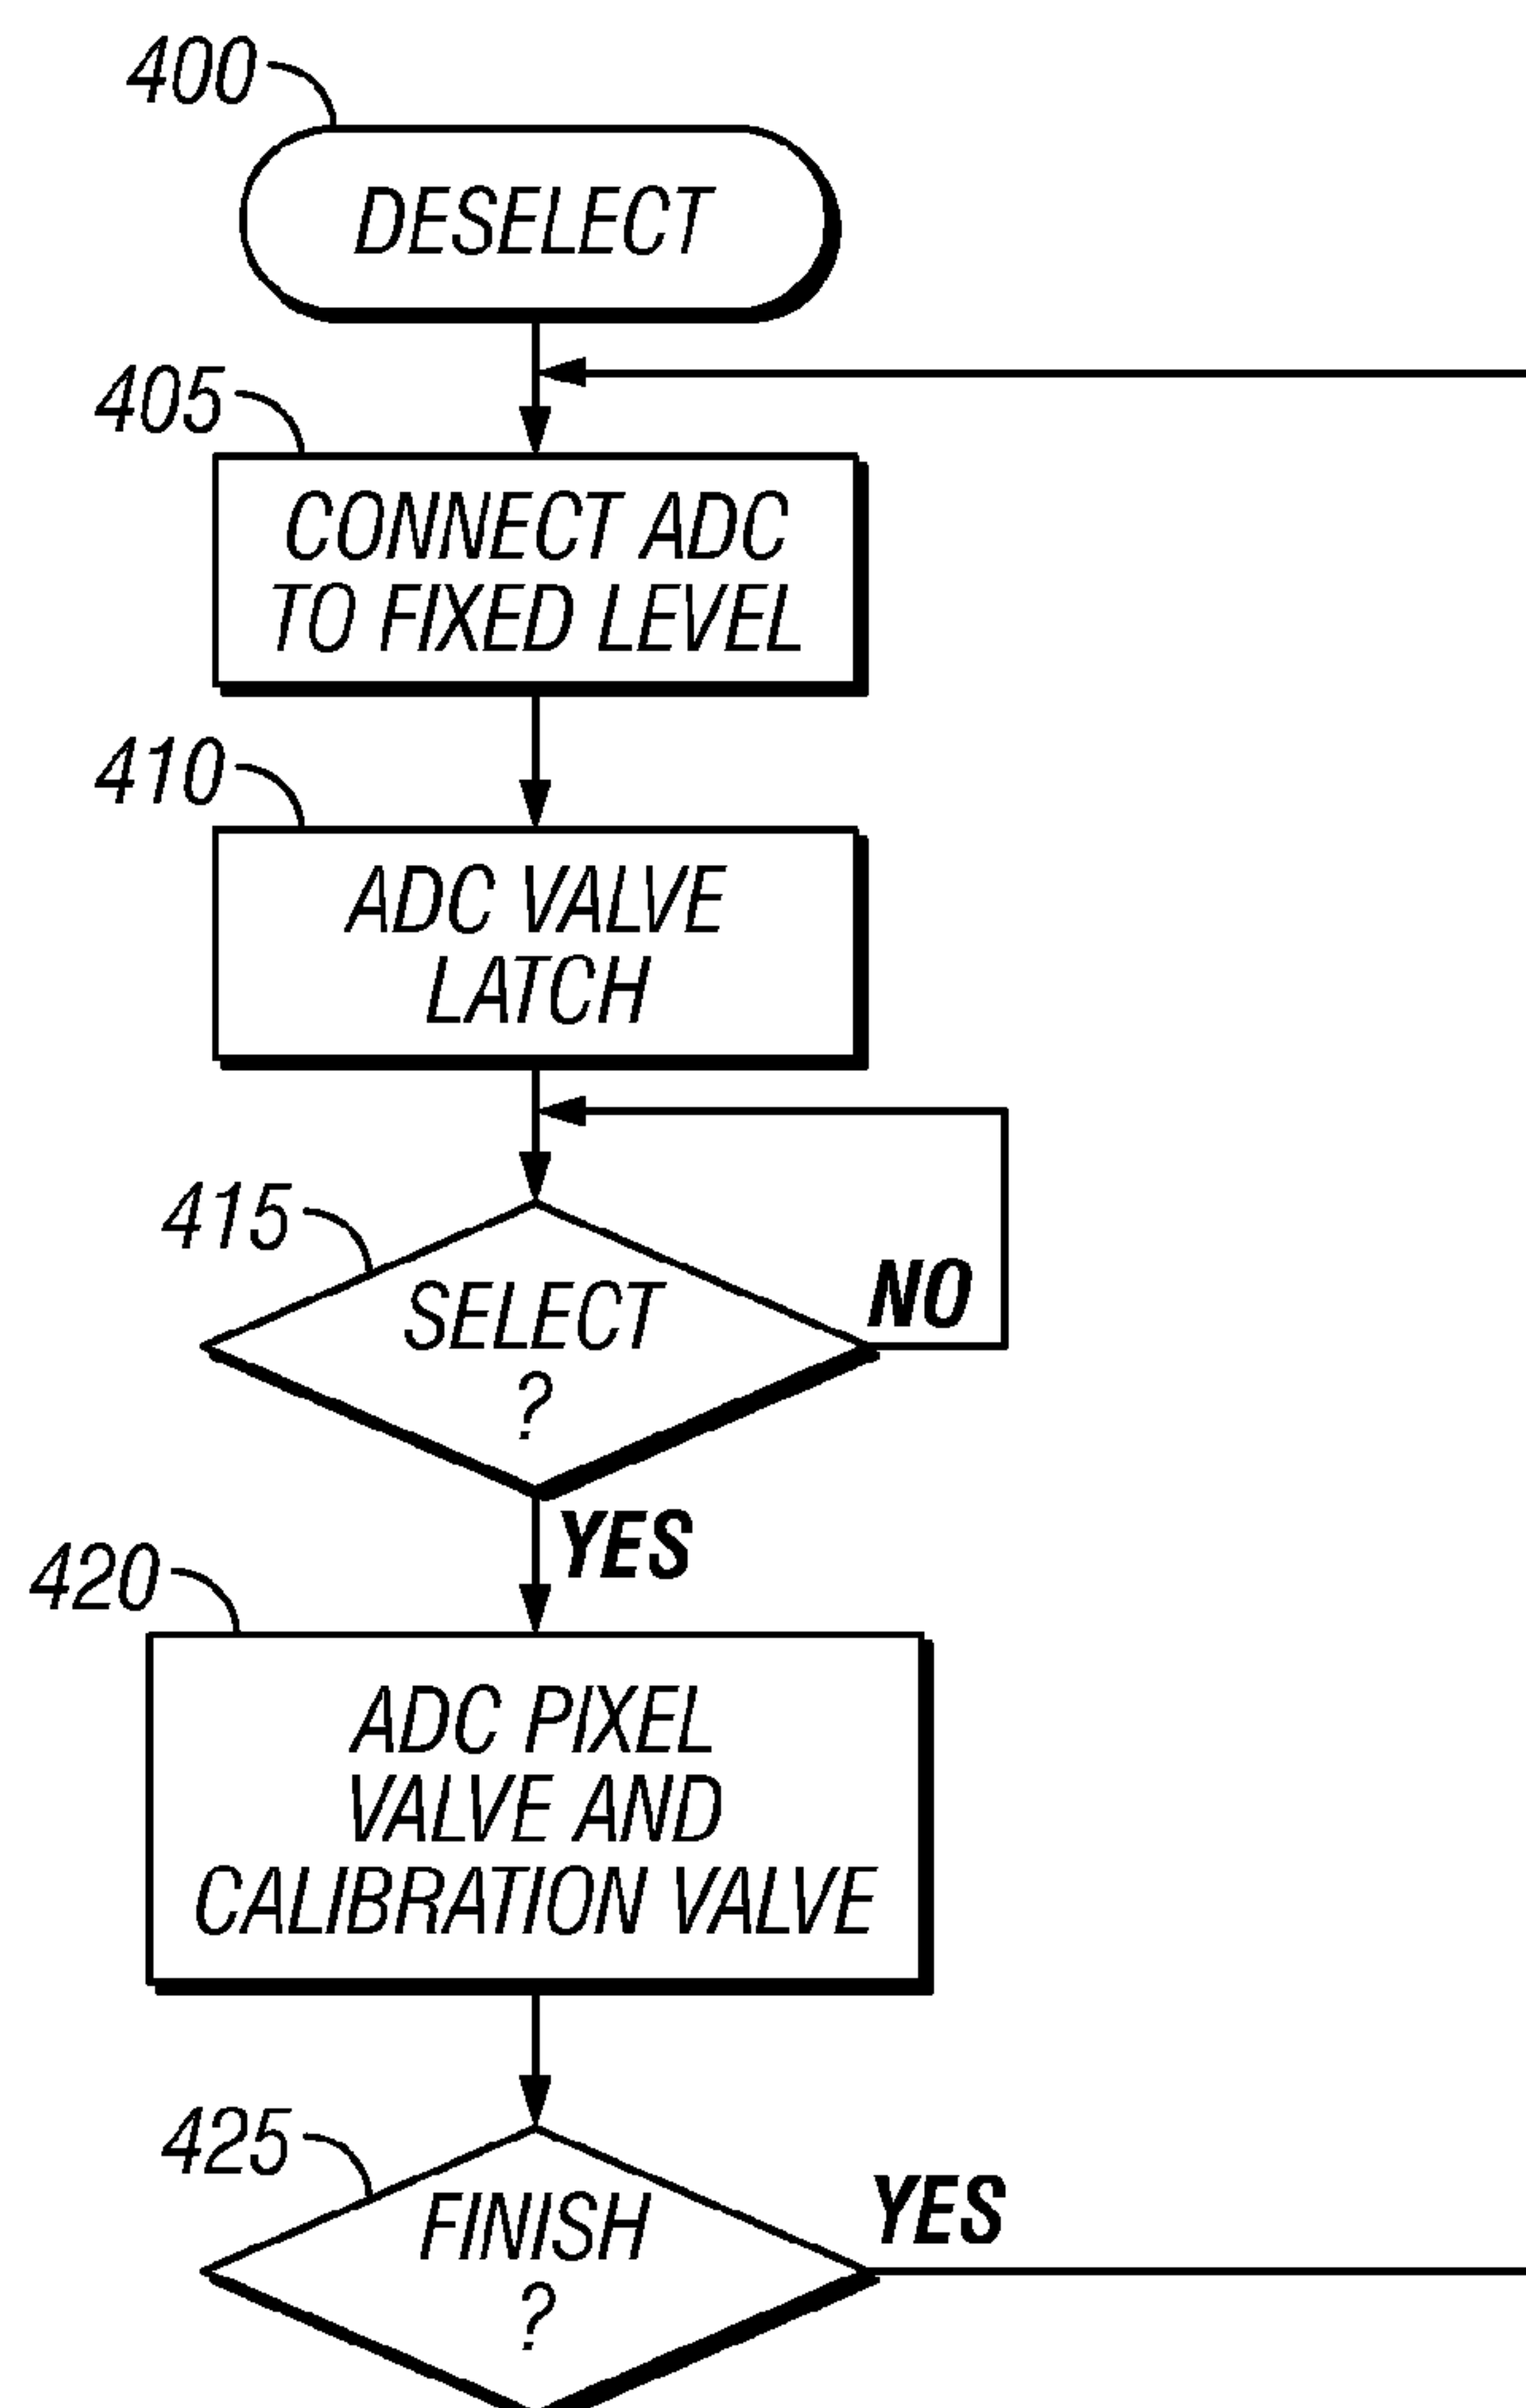 400
DESELECT
405
CONNECT ADC
TO FIXED LEVEL
410
ADC VALVE
LATCH
415
SELECT
?
NO
YES
420
ADC PIXEL
VALVE AND
CALIBRATION VALVE
425
FINISH
?
YES